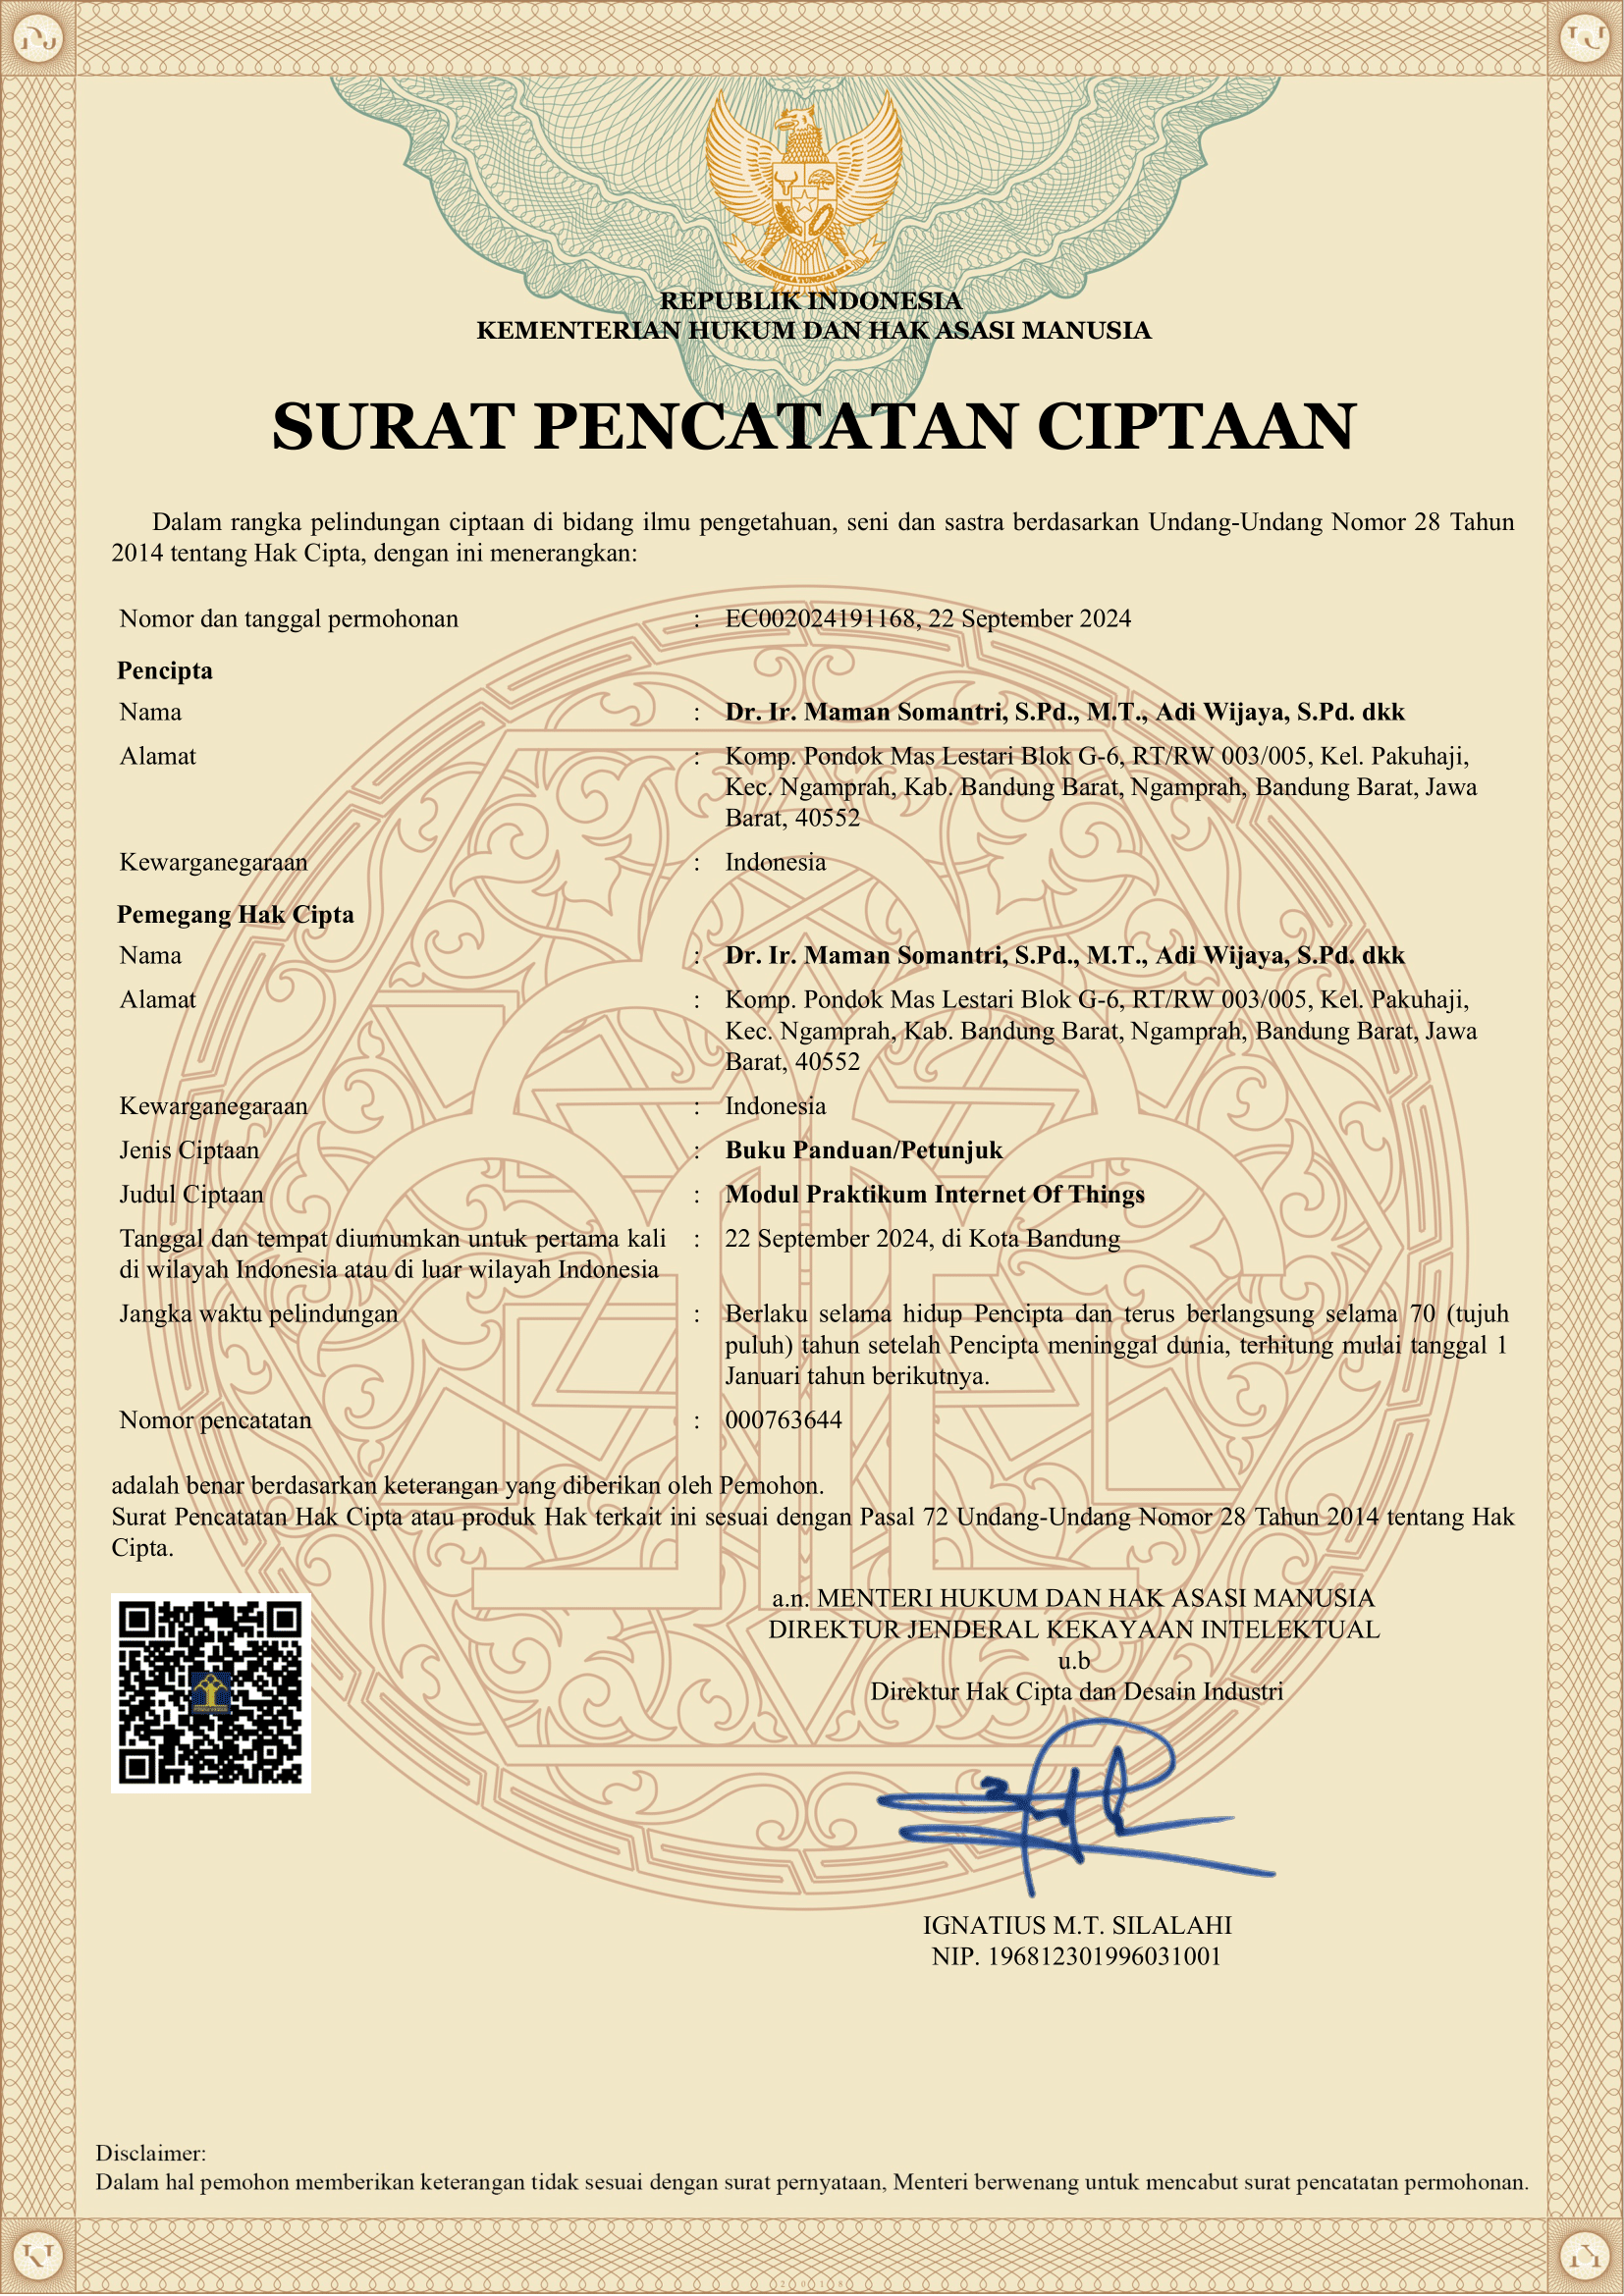 BHINNEKA TUNGGAL IKA
REPUBLIK INDONESIA
KEMENTERIAN HUKUM DAN HAK ASASI MANUSIA
SURAT PENCATATAN CIPTAAN
Dalam rangka pelindungan ciptaan di bidang ilmu pengetahuan, seni dan sastra berdasarkan Undang-Undang Nomor 28 Tahun
2014 tentang Hak Cipta, dengan ini menerangkan:
Nomor dan tanggal permohonan : EC002024191168, 22 September 2024
Pencipta
Nama : Dr. Ir. Maman Somantri, S.Pd., M.T., Adi Wijaya, S.Pd. dkk
Alamat : Komp. Pondok Mas Lestari Blok G-6, RT/RW 003/005, Kel. Pakuhaji,
Kec. Ngamprah, Kab. Bandung Barat, Ngamprah, Bandung Barat, Jawa
Barat, 40552
Kewarganegaraan : Indonesia
Pemegang Hak Cipta
Nama : Dr. Ir. Maman Somantri, S.Pd., M.T., Adi Wijaya, S.Pd. dkk
Alamat : Komp. Pondok Mas Lestari Blok G-6, RT/RW 003/005, Kel. Pakuhaji,
Kec. Ngamprah, Kab. Bandung Barat, Ngamprah, Bandung Barat, Jawa
Barat, 40552
Kewarganegaraan : Indonesia
Jenis Ciptaan : Buku Panduan/Petunjuk
Judul Ciptaan : Modul Praktikum Internet Of Things
Tanggal dan tempat diumumkan untuk pertama kali : 22 September 2024, di Kota Bandung
di wilayah Indonesia atau di luar wilayah Indonesia
Jangka waktu pelindungan : Berlaku selama hidup Pencipta dan terus berlangsung selama 70 (tujuh
puluh) tahun setelah Pencipta meninggal dunia, terhitung mulai tanggal 1
Januari tahun berikutnya.
Nomor pencatatan : 000763644
adalah benar berdasarkan keterangan yang diberikan oleh Pemohon.
Surat Pencatatan Hak Cipta atau produk Hak terkait ini sesuai dengan Pasal 72 Undang-Undang Nomor 28 Tahun 2014 tentang Hak
Cipta.
a.n. MENTERI HUKUM DAN HAK ASASI MANUSIA
DIREKTUR JENDERAL KEKAYAAN INTELEKTUAL
u.b
Direktur Hak Cipta dan Desain Industri
IGNATIUS M.T. SILALAHI
NIP. 196812301996031001
Disclaimer:
Dalam hal pemohon memberikan keterangan tidak sesuai dengan surat pernyataan, Menteri berwenang untuk mencabut surat pencatatan permohonan.